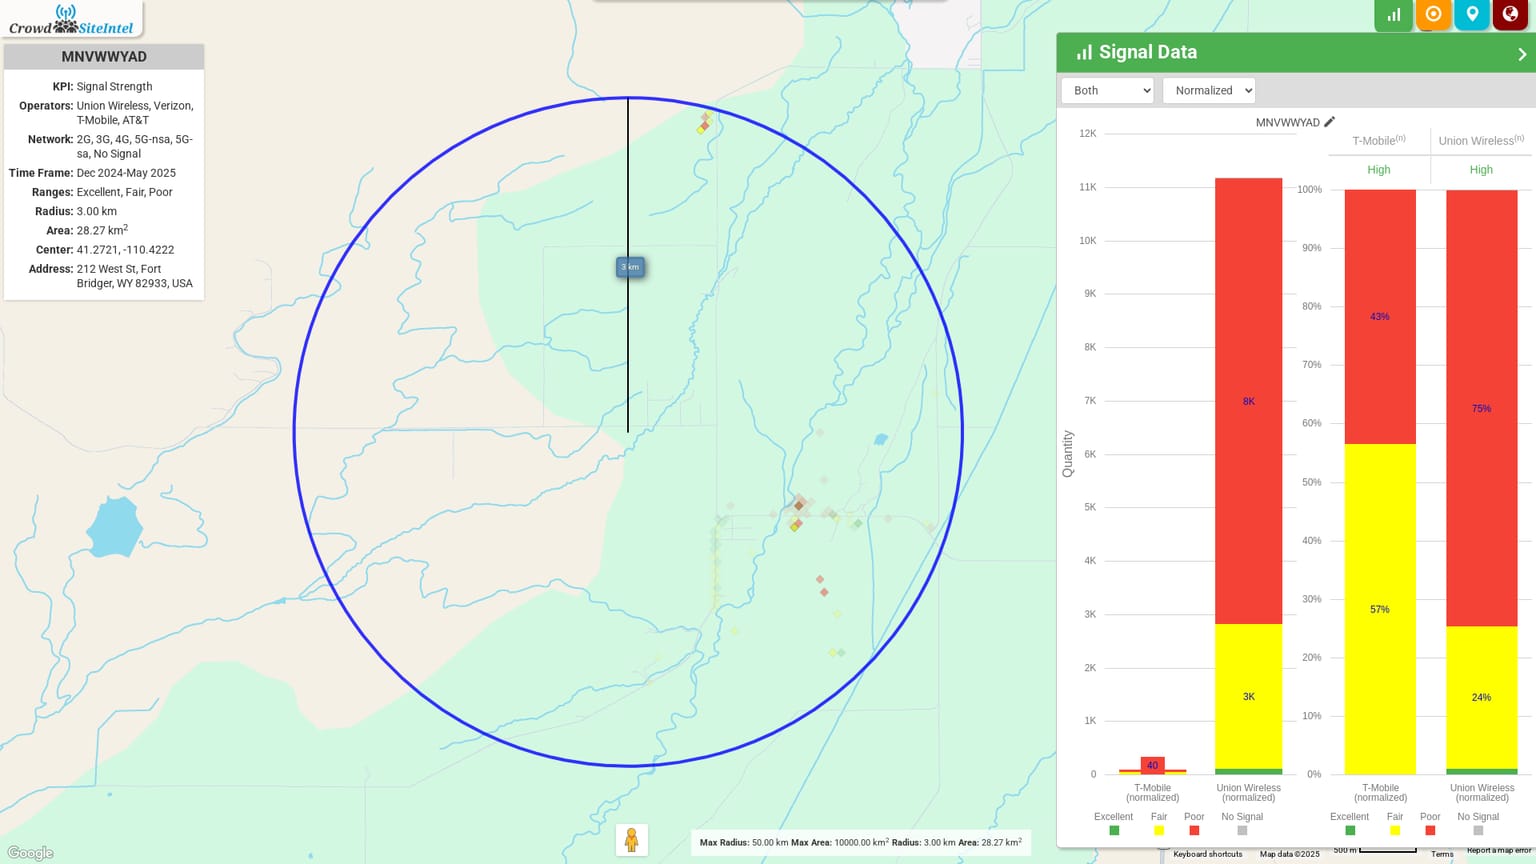 CrowdSiteIntel
MNVWWYAD
KPI: Signal Strength
Operators: Union Wireless, Verizon,
T-Mobile, AT&T
Network: 2G, 3G, 4G, 5G-nsa, 5G-
sa, No Signal
Time Frame: Dec 2024-May 2025
Ranges: Excellent, Fair, Poor
Radius: 3.00 km
Area: 28.27 km²
Center: 41.2721, -110.4222
Address: 212 West St, Fort
Bridger, WY 82933, USA
3 km
Signal Data
Both Normalized
MNVWWYAD
12K
11K
10K
9K
8K
7K
6K
5K
4K
3K
2K
1K
0
Quantity
40
8K
3K
T-Mobile
(normalized)
Union Wireless
(normalized)
Excellent Fair Poor No Signal
T-Mobile(n) Union Wireless(n)
High High
100%
90%
80%
70%
60%
50%
40%
30%
20%
10%
0%
43%
57%
75%
24%
T-Mobile
(normalized)
Union Wireless
(normalized)
Excellent Fair Poor No Signal
Max Radius: 50.00 km Max Area: 10000.00 km² Radius: 3.00 km Area: 28.27 km²
Google
Keyboard shortcuts Map data ©2025 500 m Terms Report a map error